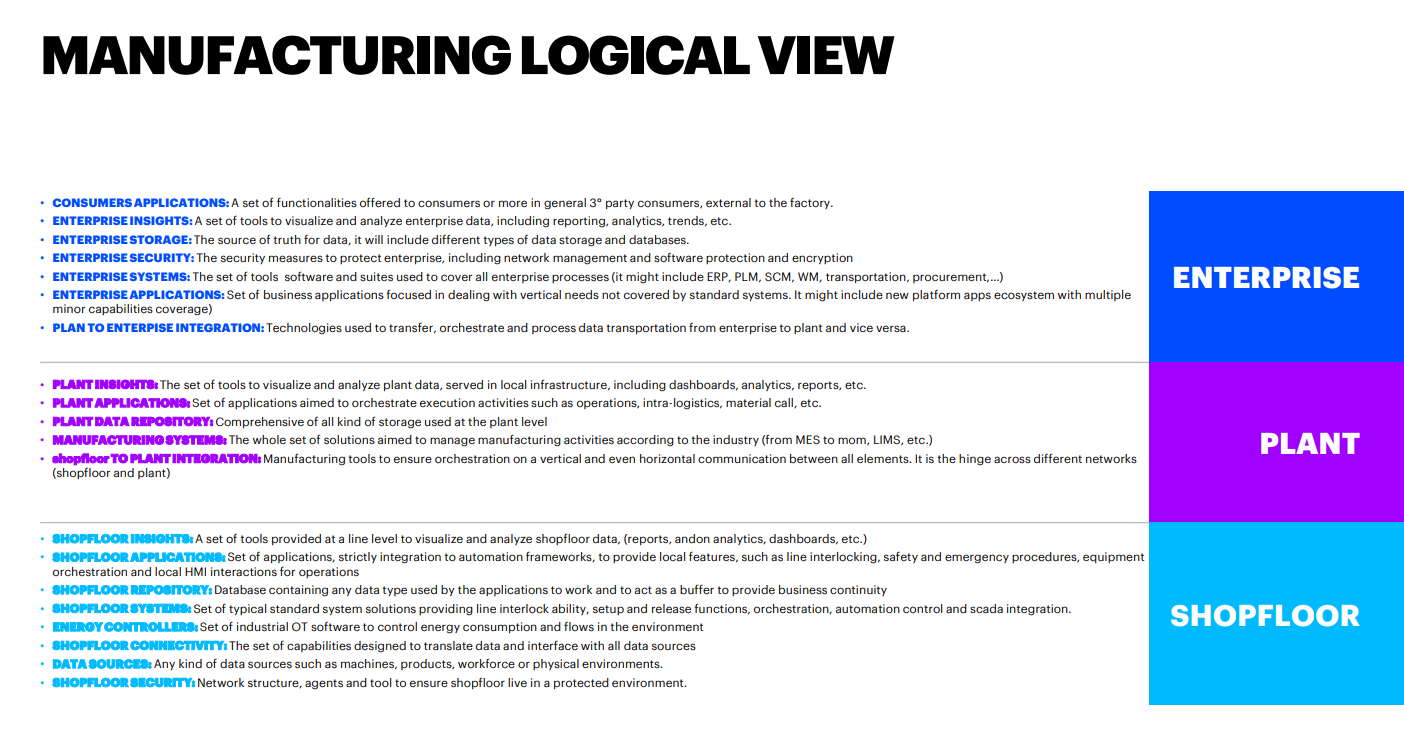 MANUFACTURING LOGICAL VIEW
• CONSUMERS APPLICATIONS: A set of functionalities offered to consumers or more in general 3° party consumers, external to the factory.
• ENTERPRISE INSIGHTS: A set of tools to visualize and analyze enterprise data, including reporting, analytics, trends, etc.
• ENTERPRISE STORAGE: The source of truth for data, it will include different types of data storage and databases.
• ENTERPRISE SECURITY: The security measures to protect enterprise, including network management and software protection and encryption
• ENTERPRISE SYSTEMS: The set of tools  software and suites used to cover all enterprise processes (it might include ERP, PLM, SCM, WM, transportation, procurement,...)
• ENTERPRISE APPLICATIONS: Set of business applications focused in dealing with vertical needs not covered by standard systems. It might include new platform apps ecosystem with multiple
minor capabilities coverage)
• PLAN TO ENTERPISE INTEGRATION: Technologies used to transfer, orchestrate and process data transportation from enterprise to plant and vice versa.
ENTERPRISE
• PLANT INSIGHTS: The set of tools to visualize and analyze plant data, served in local infrastructure, including dashboards, analytics, reports, etc.
• PLANT APPLICATIONS: Set of applications aimed to orchestrate execution activities such as operations, intra-logistics, material call, etc.
• PLANT DATA REPOSITORY: Comprehensive of all kind of storage used at the plant level
• MANUFACTURING SYSTEMS: The whole set of solutions aimed to manage manufacturing activities according to the industry (from MES to mom, LIMS, etc.)
• shopfloor TO PLANT INTEGRATION: Manufacturing tools to ensure orchestration on a vertical and even horizontal communication between all elements. It is the hinge across different networks
(shopfloor and plant)
PLANT
• SHOPFLOOR INSIGHTS: A set of tools provided at a line level to visualize and analyze shopfloor data, (reports, andon analytics, dashboards, etc.)
• SHOPFLOOR APPLICATIONS: Set of applications, strictly integration to automation frameworks, to provide local features, such as line interlocking, safety and emergency procedures, equipment
orchestration and local HMI interactions for operations
• SHOPFLOOR REPOSITORY: Database containing any data type used by the applications to work and to act as a buffer to provide business continuity
• SHOPFLOOR SYSTEMS: Set of typical standard system solutions providing line interlock ability, setup and release functions, orchestration, automation control and scada integration.
• ENERGY CONTROLLERS: Set of industrial OT software to control energy consumption and flows in the environment
• SHOPFLOOR CONNECTIVITY: The set of capabilities designed to translate data and interface with all data sources
• DATA SOURCES: Any kind of data sources such as machines, products, workforce or physical environments.
• SHOPFLOOR SECURITY: Network structure, agents and tool to ensure shopfloor live in a protected environment.
SHOPFLOOR